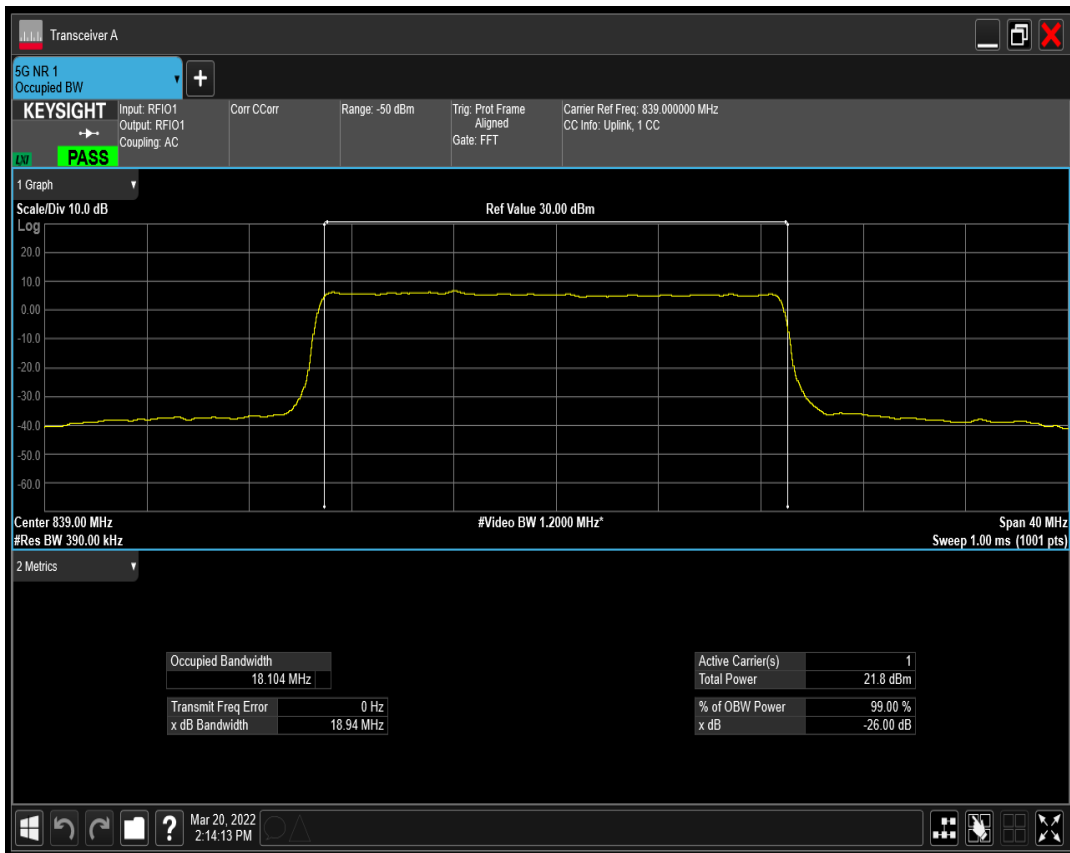 Transceiver A
5G NR 1
Occupied BW
+
KEYSIGHT
LXI
PASS
Input: RFIO1
Output: RFIO1
Coupling: AC
Corr CCorr
Range: -50 dBm
Trig: Prot Frame
Aligned
Gate: FFT
Carrier Ref Freq: 839.000000 MHz
CC Info: Uplink, 1 CC
1 Graph
Scale/Div 10.0 dB
Ref Value 30.00 dBm
Log
20.0
10.0
0.00
-10.0
-20.0
-30.0
-40.0
-50.0
-60.0
Center 839.00 MHz
#Video BW 1.2000 MHz*
Span 40 MHz
#Res BW 390.00 kHz
Sweep 1.00 ms (1001 pts)
2 Metrics
Occupied Bandwidth
18.104 MHz
Transmit Freq Error 0 Hz
x dB Bandwidth 18.94 MHz
Active Carrier(s) 1
Total Power 21.8 dBm
% of OBW Power 99.00 %
x dB -26.00 dB
?
Mar 20, 2022
2:14:13 PM